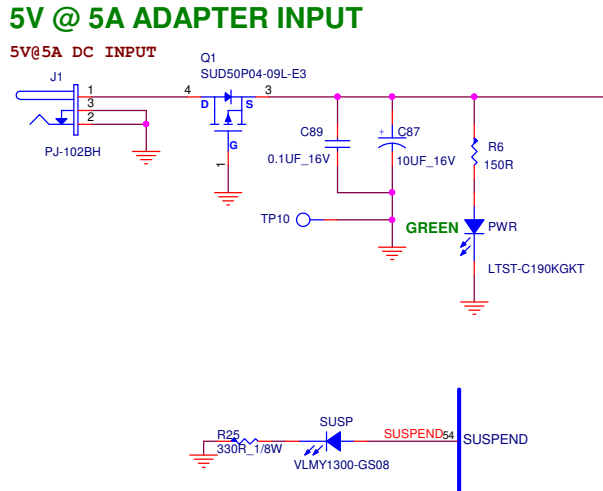 5V @ 5A ADAPTER INPUT
5V@5A DC INPUT
Q1
SUD50P04-09L-E3
J1
1
3
2
PJ-102BH
4
3
D
S
G
1
C89
0.1UF_16V
+
C87
10UF_16V
R6
150R
TP10
GREEN
PWR
LTST-C190KGKT
R25
330R_1/8W
SUSP
VLMY1300-GS08
SUSPEND
54
SUSPEND